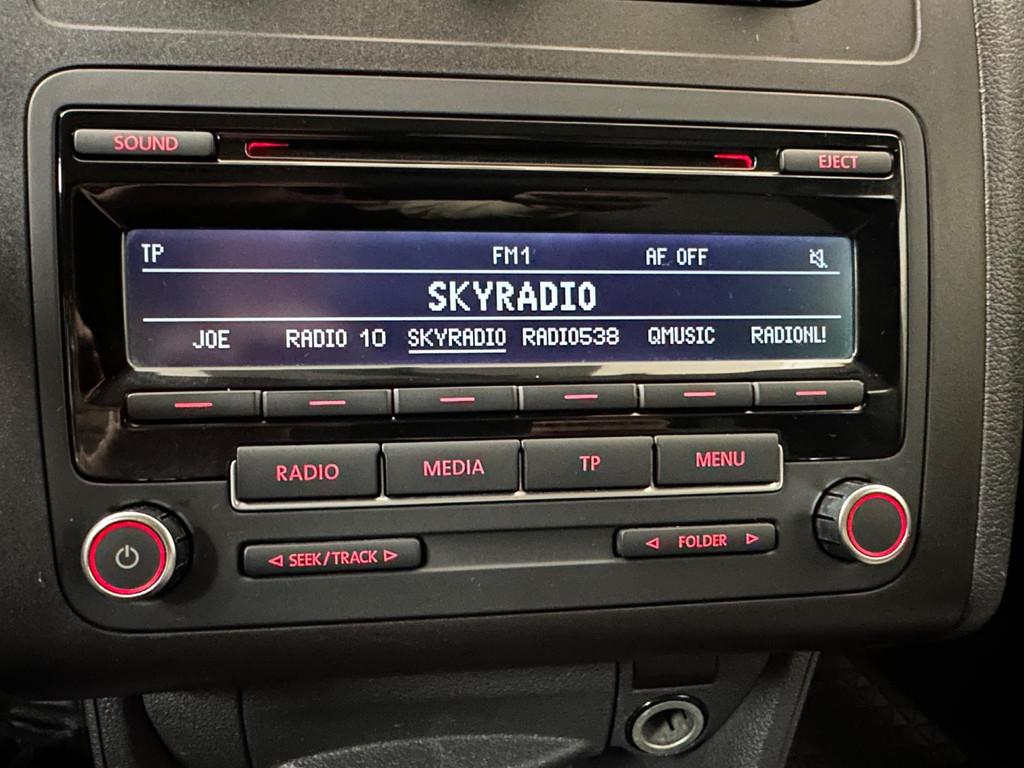 SOUND EJECT
TP FM1 AF OFF
SKYRADIO
JOE RADIO 10 SKYRADIO RADIO538 QMUSIC RADIONL!
RADIO MEDIA TP MENU
SEEK/TRACK FOLDER